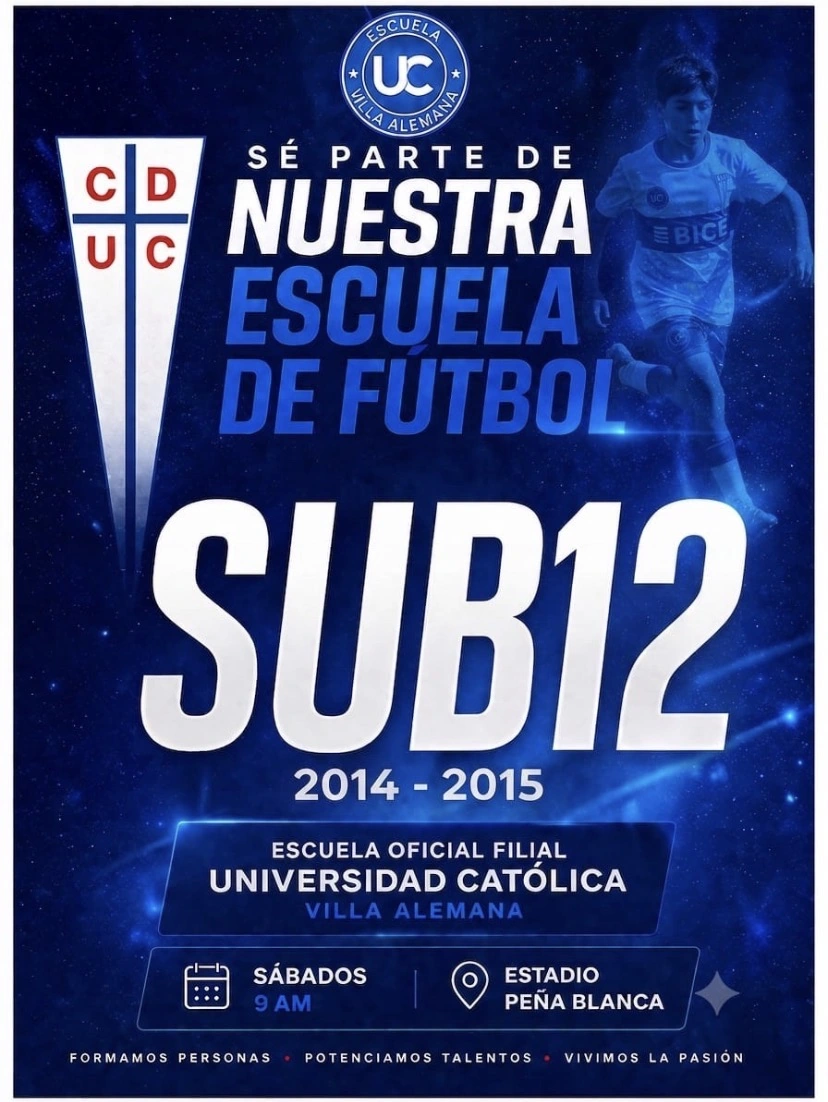 ESCUELA
UC
VILLA ALEMANA
SÉ PARTE DE
NUESTRA
ESCUELA
DE FÚTBOL
C D
U C
UC
BICE
SUB12
2014 - 2015
ESCUELA OFICIAL FILIAL
UNIVERSIDAD CATÓLICA
VILLA ALEMANA
SÁBADOS
9 AM
ESTADIO
PEÑA BLANCA
FORMAMOS PERSONAS • POTENCIAMOS TALENTOS • VIVIMOS LA PASIÓN